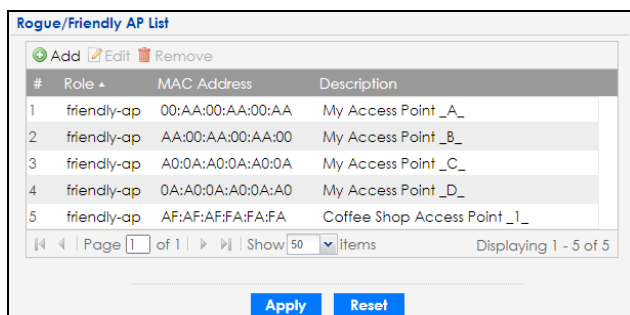 Rogue/Friendly AP List
Add Edit Remove
# Role MAC Address Description
1 friendly-ap 00:AA:00:AA:00:AA My Access Point _A_
2 friendly-ap AA:00:AA:00:AA:00 My Access Point _B_
3 friendly-ap A0:0A:A0:0A:A0:0A My Access Point _C_
4 friendly-ap 0A:A0:0A:A0:0A:A0 My Access Point _D_
5 friendly-ap AF:AF:AF:FA:FA:FA Coffee Shop Access Point _1_
Page 1 of 1 Show 50 items Displaying 1 - 5 of 5
Apply Reset